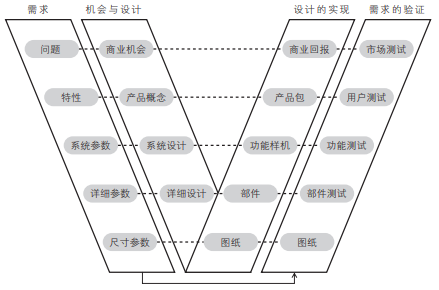 需求 机会与设计 设计的实现 需求的验证
问题 商业机会 商业回报 市场测试
特性 产品概念 产品包 用户测试
系统参数 系统设计 功能样机 功能测试
详细参数 详细设计 部件 部件测试
尺寸参数 图纸 图纸